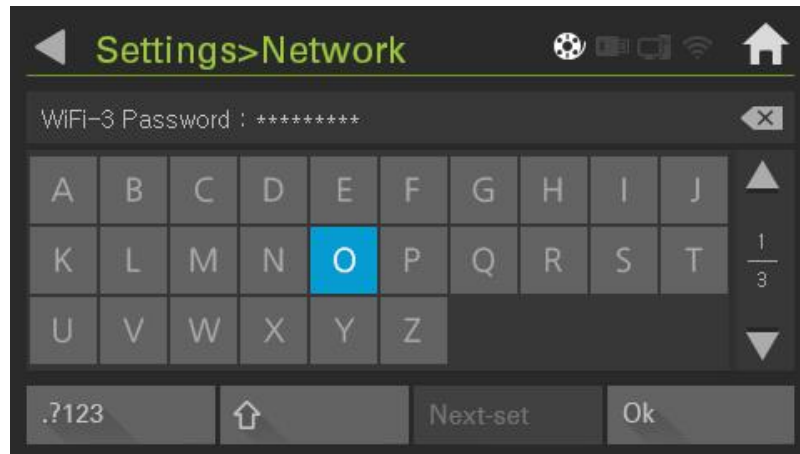 Settings>Network
WiFi-3 Password : *********
A B C D E F G H I J
1
K L M N O P Q R S T
3
U V W X Y Z
.?123 Next-set Ok